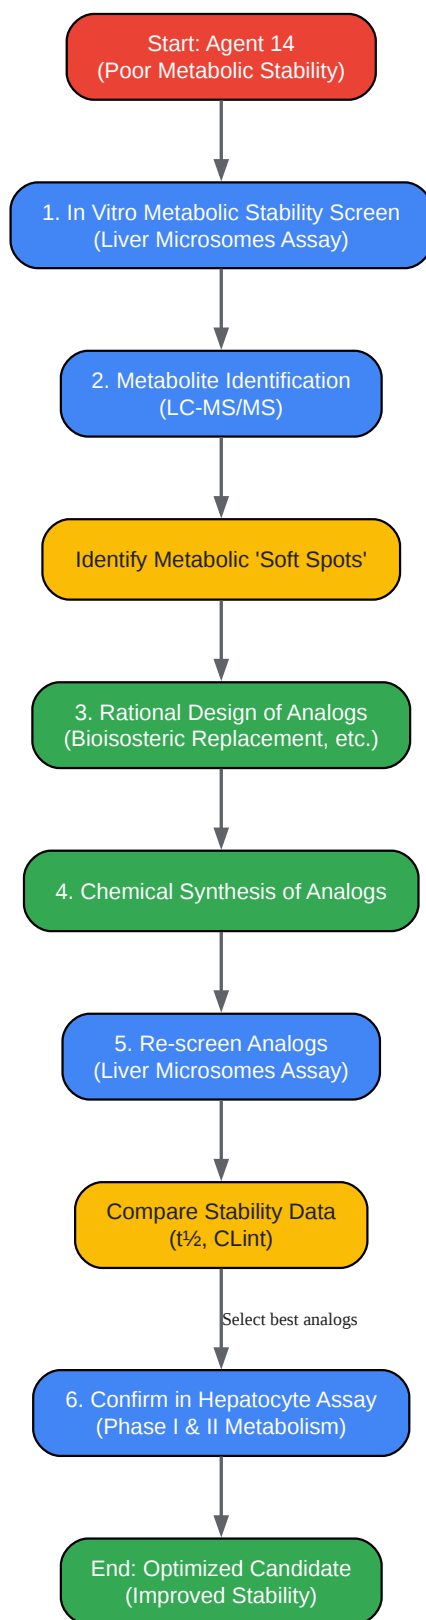 Start: Agent 14
(Poor Metabolic Stability)
1. In Vitro Metabolic Stability Screen
(Liver Microsomes Assay)
2. Metabolite Identification
(LC-MS/MS)
Identify Metabolic 'Soft Spots'
3. Rational Design of Analogs
(Bioisosteric Replacement, etc.)
4. Chemical Synthesis of Analogs
5. Re-screen Analogs
(Liver Microsomes Assay)
Compare Stability Data
(t½, CLint)
Select best analogs
6. Confirm in Hepatocyte Assay
(Phase I & II Metabolism)
End: Optimized Candidate
(Improved Stability)